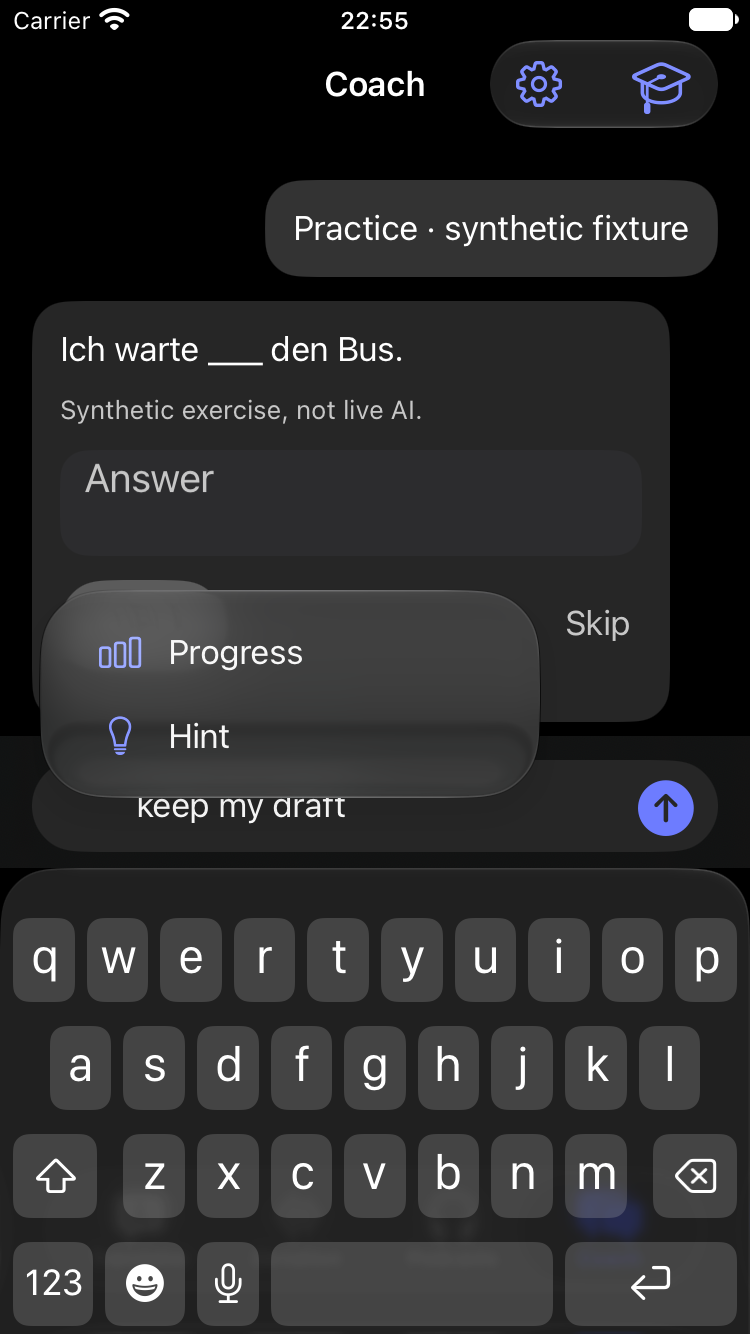 Carrier 22:55
Coach
Practice · synthetic fixture
Ich warte ____ den Bus.
Synthetic exercise, not live AI.
Answer
Skip
Progress
Hint
keep my draft
q w e r t y u i o p
a s d f g h j k l
z x c v b n m
123